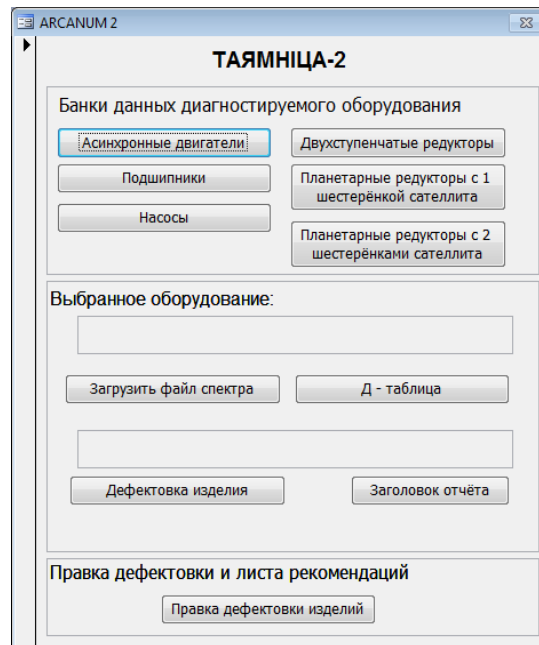 ARCANUM 2
ТАЯМНІЦА-2
Банки данных диагностируемого оборудования
Асинхронные двигатели
Двухступенчатые редукторы
Подшипники
Планетарные редукторы с 1
шестерёнкой сателлита
Насосы
Планетарные редукторы с 2
шестерёнками сателлита
Выбранное оборудование:
Загрузить файл спектра
Д - таблица
Дефектовка изделия
Заголовок отчёта
Правка дефектовки и листа рекомендаций
Правка дефектовки изделий